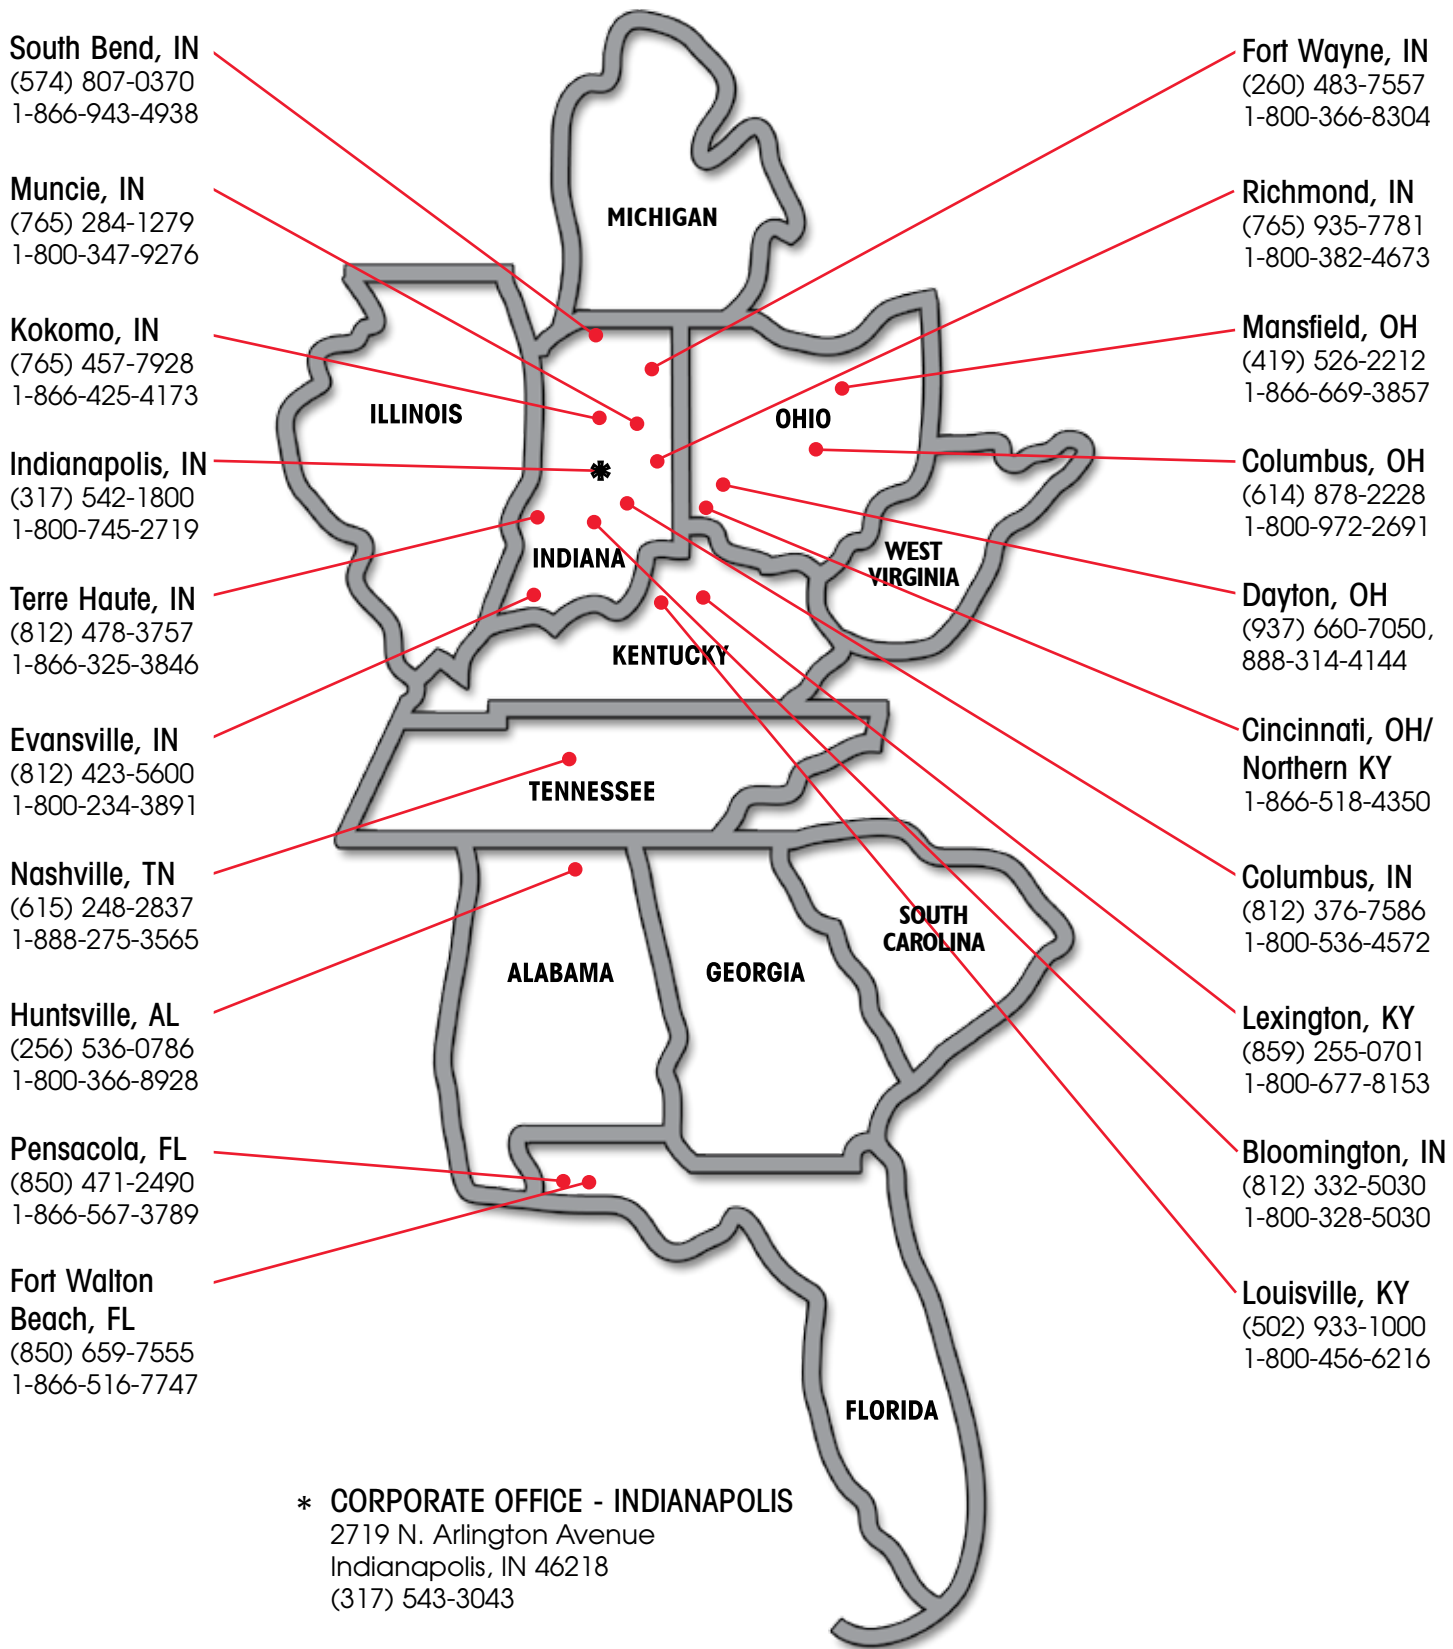 South Bend, IN
(574) 807-0370
1-866-943-4938
Muncie, IN
(765) 284-1279
1-800-347-9276
Kokomo, IN
(765) 457-7928
1-866-425-4173
Indianapolis, IN
(317) 542-1800
1-800-745-2719
Terre Haute, IN
(812) 478-3757
1-866-325-3846
Evansville, IN
(812) 423-5600
1-800-234-3891
Nashville, TN
(615) 248-2837
1-888-275-3565
Huntsville, AL
(256) 536-0786
1-800-366-8928
Pensacola, FL
(850) 471-2490
1-866-567-3789
Fort Walton
Beach, FL
(850) 659-7555
1-866-516-7747
MICHIGAN
ILLINOIS
OHIO
INDIANA
WEST
VIRGINIA
KENTUCKY
TENNESSEE
SOUTH
CAROLINA
ALABAMA
GEORGIA
FLORIDA
Fort Wayne, IN
(260) 483-7557
1-800-366-8304
Richmond, IN
(765) 935-7781
1-800-382-4673
Mansfield, OH
(419) 526-2212
1-866-669-3857
Columbus, OH
(614) 878-2228
1-800-972-2691
Dayton, OH
(937) 660-7050,
888-314-4144
Cincinnati, OH/
Northern KY
1-866-518-4350
Columbus, IN
(812) 376-7586
1-800-536-4572
Lexington, KY
(859) 255-0701
1-800-677-8153
Bloomington, IN
(812) 332-5030
1-800-328-5030
Louisville, KY
(502) 933-1000
1-800-456-6216
* CORPORATE OFFICE - INDIANAPOLIS
2719 N. Arlington Avenue
Indianapolis, IN 46218
(317) 543-3043